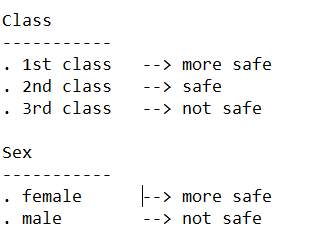 Class
-----------
. 1st class   --> more safe
. 2nd class   --> safe
. 3rd class   --> not safe

Sex
-----------
. female      --> more safe
. male        --> not safe